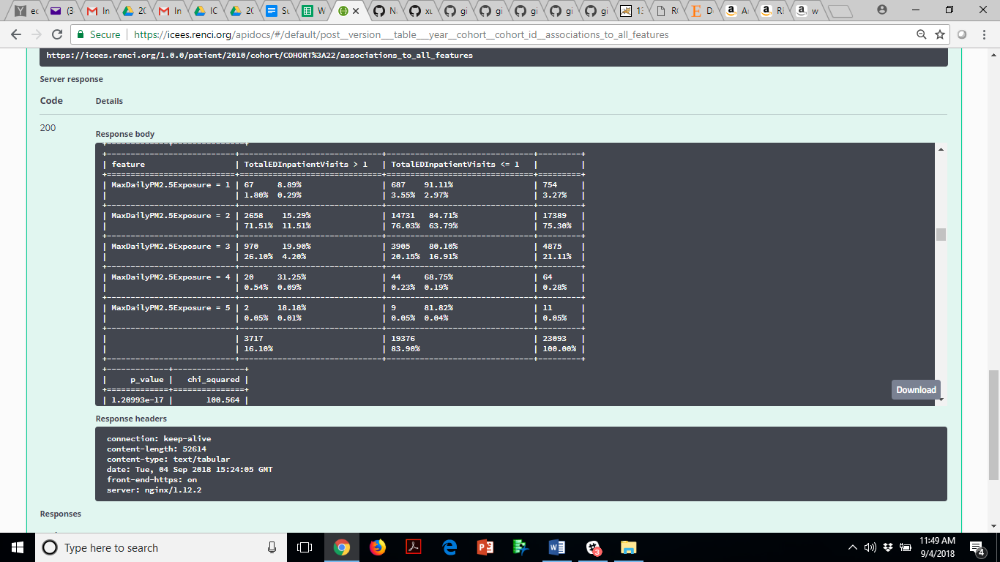 ec
(3
In
20
In
IC
20
Su
W
N
xu
gi
gi
gi
gi
gi
13
R
D
A
R
w
Secure https://icees.renci.org/apidocs/#/default/post__version___table___year__cohort__cohort_id__associations_to_all_features
https://icees.renci.org/1.0.0/patient/2010/cohort/COHORT%3A22/associations_to_all_features
Server response
Code Details
200
Response body
| feature | TotalEDInpatientVisits > 1 | TotalEDInpatientVisits <= 1 | |
| MaxDailyPM2.5Exposure = 1 | 67 8.89% | 687 91.11% | 754 |
| | 1.80% 0.29% | 3.55% 2.97% | 3.27% |
| MaxDailyPM2.5Exposure = 2 | 2658 15.29% | 14731 84.71% | 17389 |
| | 71.51% 11.51% | 76.03% 63.79% | 75.30% |
| MaxDailyPM2.5Exposure = 3 | 970 19.90% | 3905 80.10% | 4875 |
| | 26.10% 4.20% | 20.15% 16.91% | 21.11% |
| MaxDailyPM2.5Exposure = 4 | 20 31.25% | 44 68.75% | 64 |
| | 0.54% 0.09% | 0.23% 0.19% | 0.28% |
| MaxDailyPM2.5Exposure = 5 | 2 18.18% | 9 81.82% | 11 |
| | 0.05% 0.01% | 0.05% 0.04% | 0.05% |
| | 3717 | 19376 | 23093 |
| | 16.10% | 83.90% | 100.00% |
| p_value | chi_squared |
| 1.20993e-17 | 100.564 |
Download
Response headers
connection: keep-alive
content-length: 52614
content-type: text/tabular
date: Tue, 04 Sep 2018 15:24:05 GMT
front-end-https: on
server: nginx/1.12.2
Responses
Type here to search
3
11:49 AM
9/4/2018
4